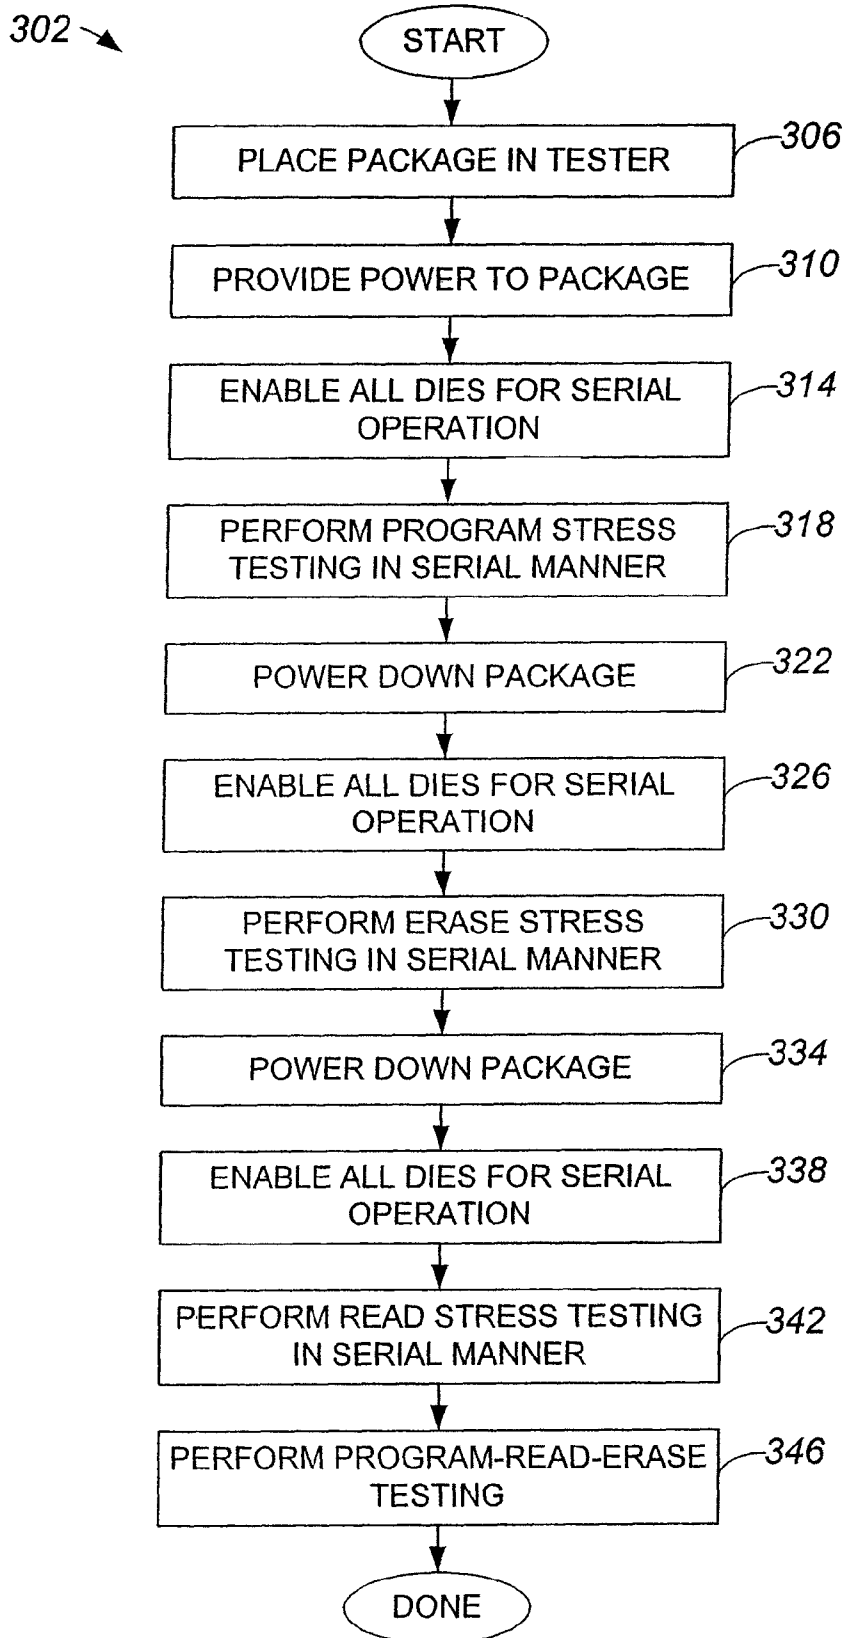 302
START
PLACE PACKAGE IN TESTER
306
PROVIDE POWER TO PACKAGE
310
ENABLE ALL DIES FOR SERIAL
OPERATION
314
PERFORM PROGRAM STRESS
TESTING IN SERIAL MANNER
318
POWER DOWN PACKAGE
322
ENABLE ALL DIES FOR SERIAL
OPERATION
326
PERFORM ERASE STRESS
TESTING IN SERIAL MANNER
330
POWER DOWN PACKAGE
334
ENABLE ALL DIES FOR SERIAL
OPERATION
338
PERFORM READ STRESS TESTING
IN SERIAL MANNER
342
PERFORM PROGRAM-READ-ERASE
TESTING
346
DONE